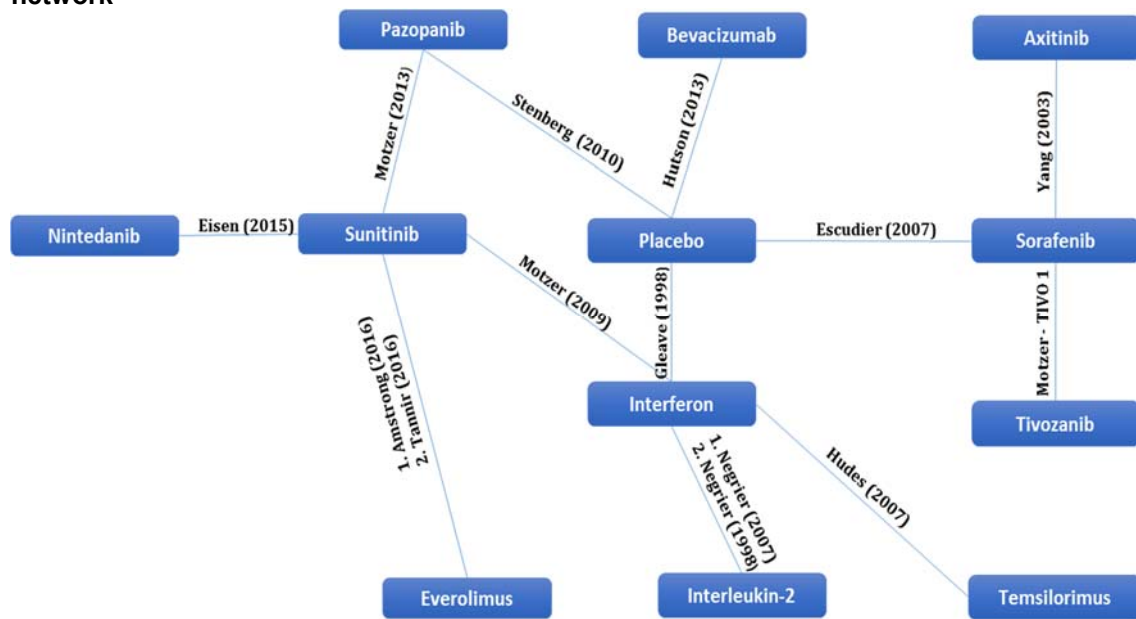 network
Pazopanib
Bevacizumab
Axitinib
Motzer (2013)
Stenberg (2010)
Hutson (2013)
Yang (2003)
Nintedanib
Eisen (2015)
Sunitinib
Placebo
Escudier (2007)
Sorafenib
Motzer (2009)
Gleave (1998)
Motzer - TIVO 1
1. Amstrong (2016)
2. Tannir (2016)
Interferon
Tivozanib
1. Negrier (2007)
2. Negrier (1998)
Hudes (2007)
Everolimus
Interleukin-2
Temsilorimus